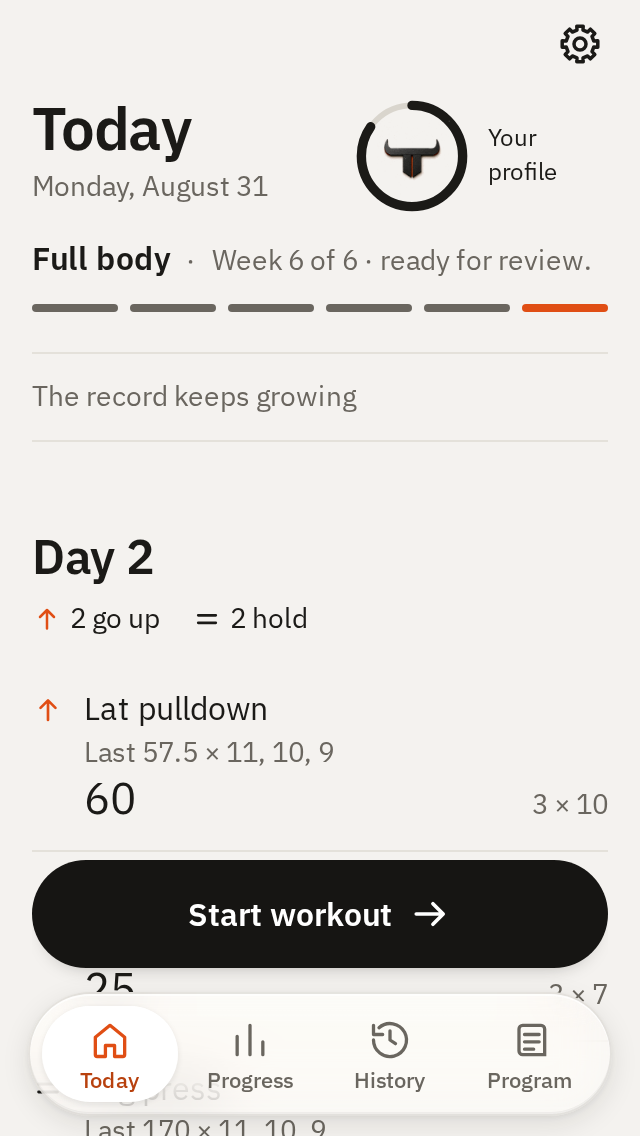 Today
Monday, August 31
Your
profile
Full body · Week 6 of 6 · ready for review.
The record keeps growing
Day 2
↑ 2 go up = 2 hold
↑ Lat pulldown
Last 57.5 × 11, 10, 9
60 3 × 10
Start workout →
25 × 7
press
Today Progress History Program
Last 170 × 11, 10, 9